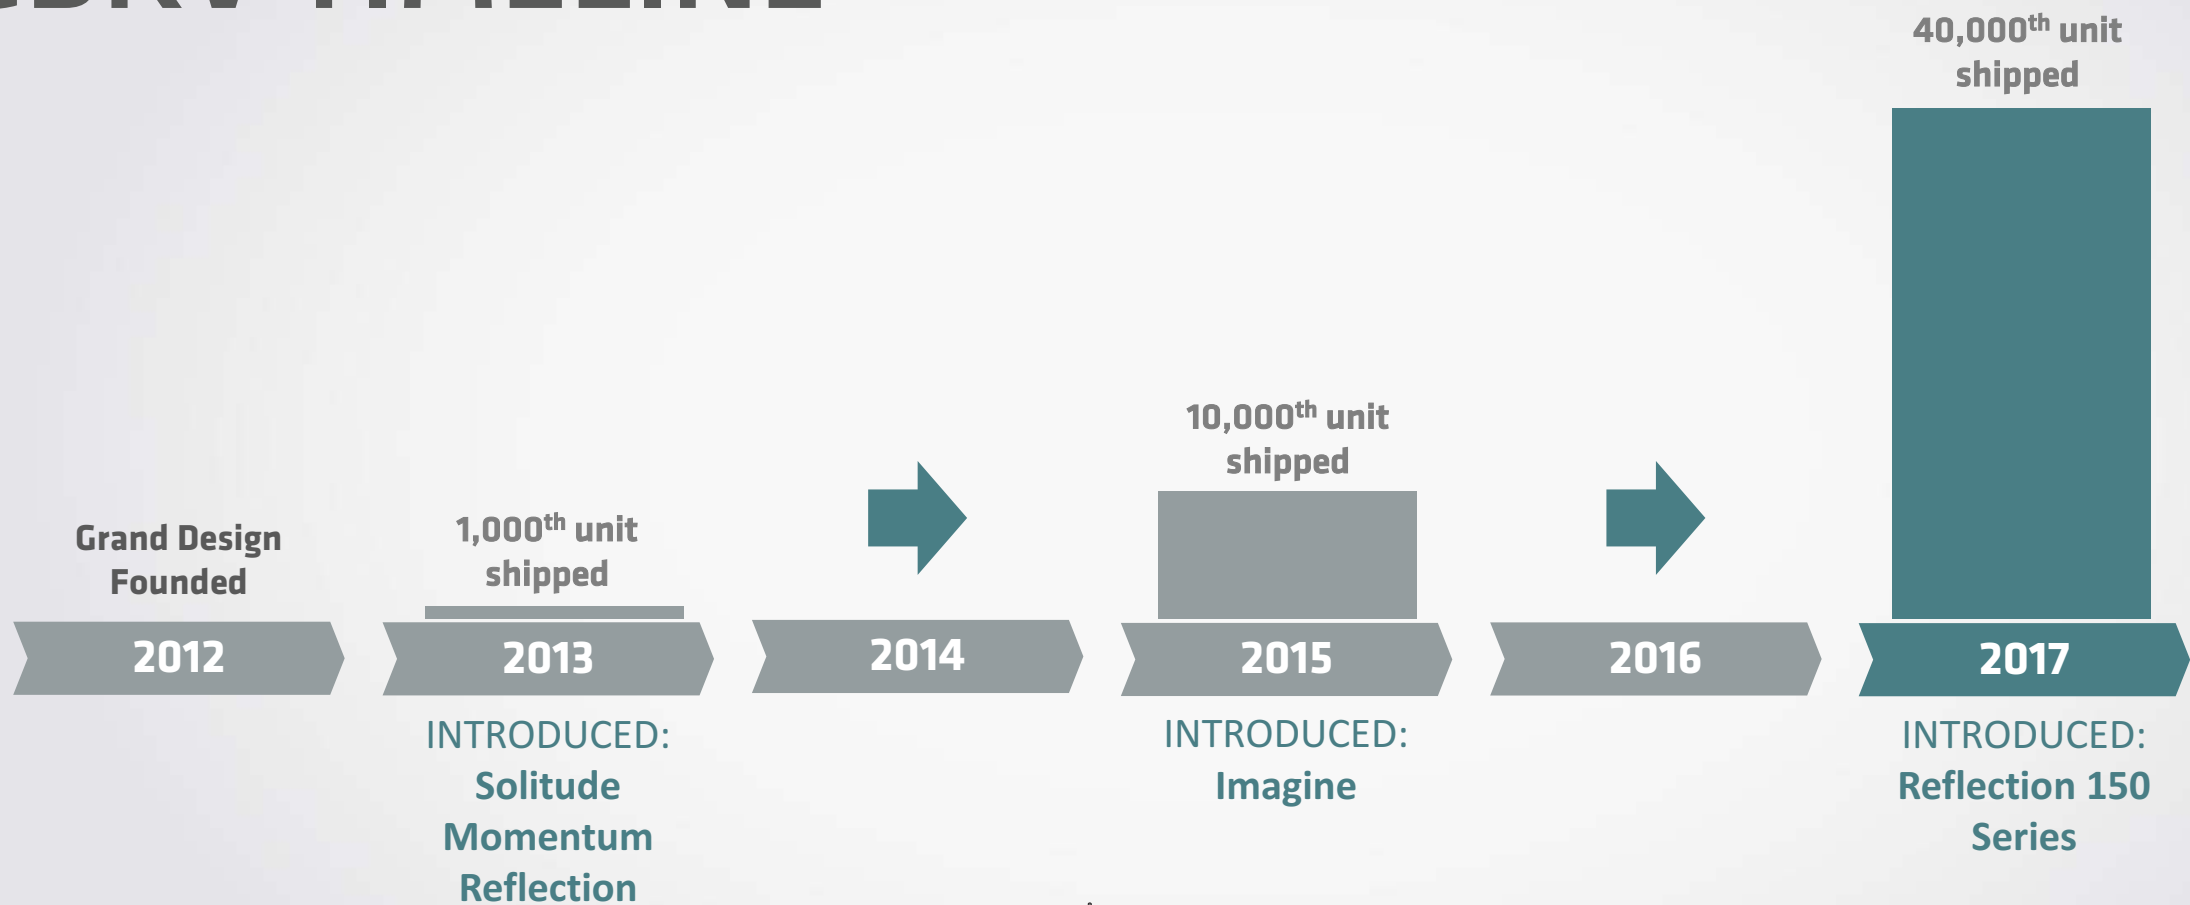 40,000th unit
shipped
10,000th unit
shipped
Grand Design
Founded
1,000th unit
shipped
2012
2013
2014
2015
2016
2017
INTRODUCED:
Solitude
Momentum
Reflection
INTRODUCED:
Imagine
INTRODUCED:
Reflection 150
Series